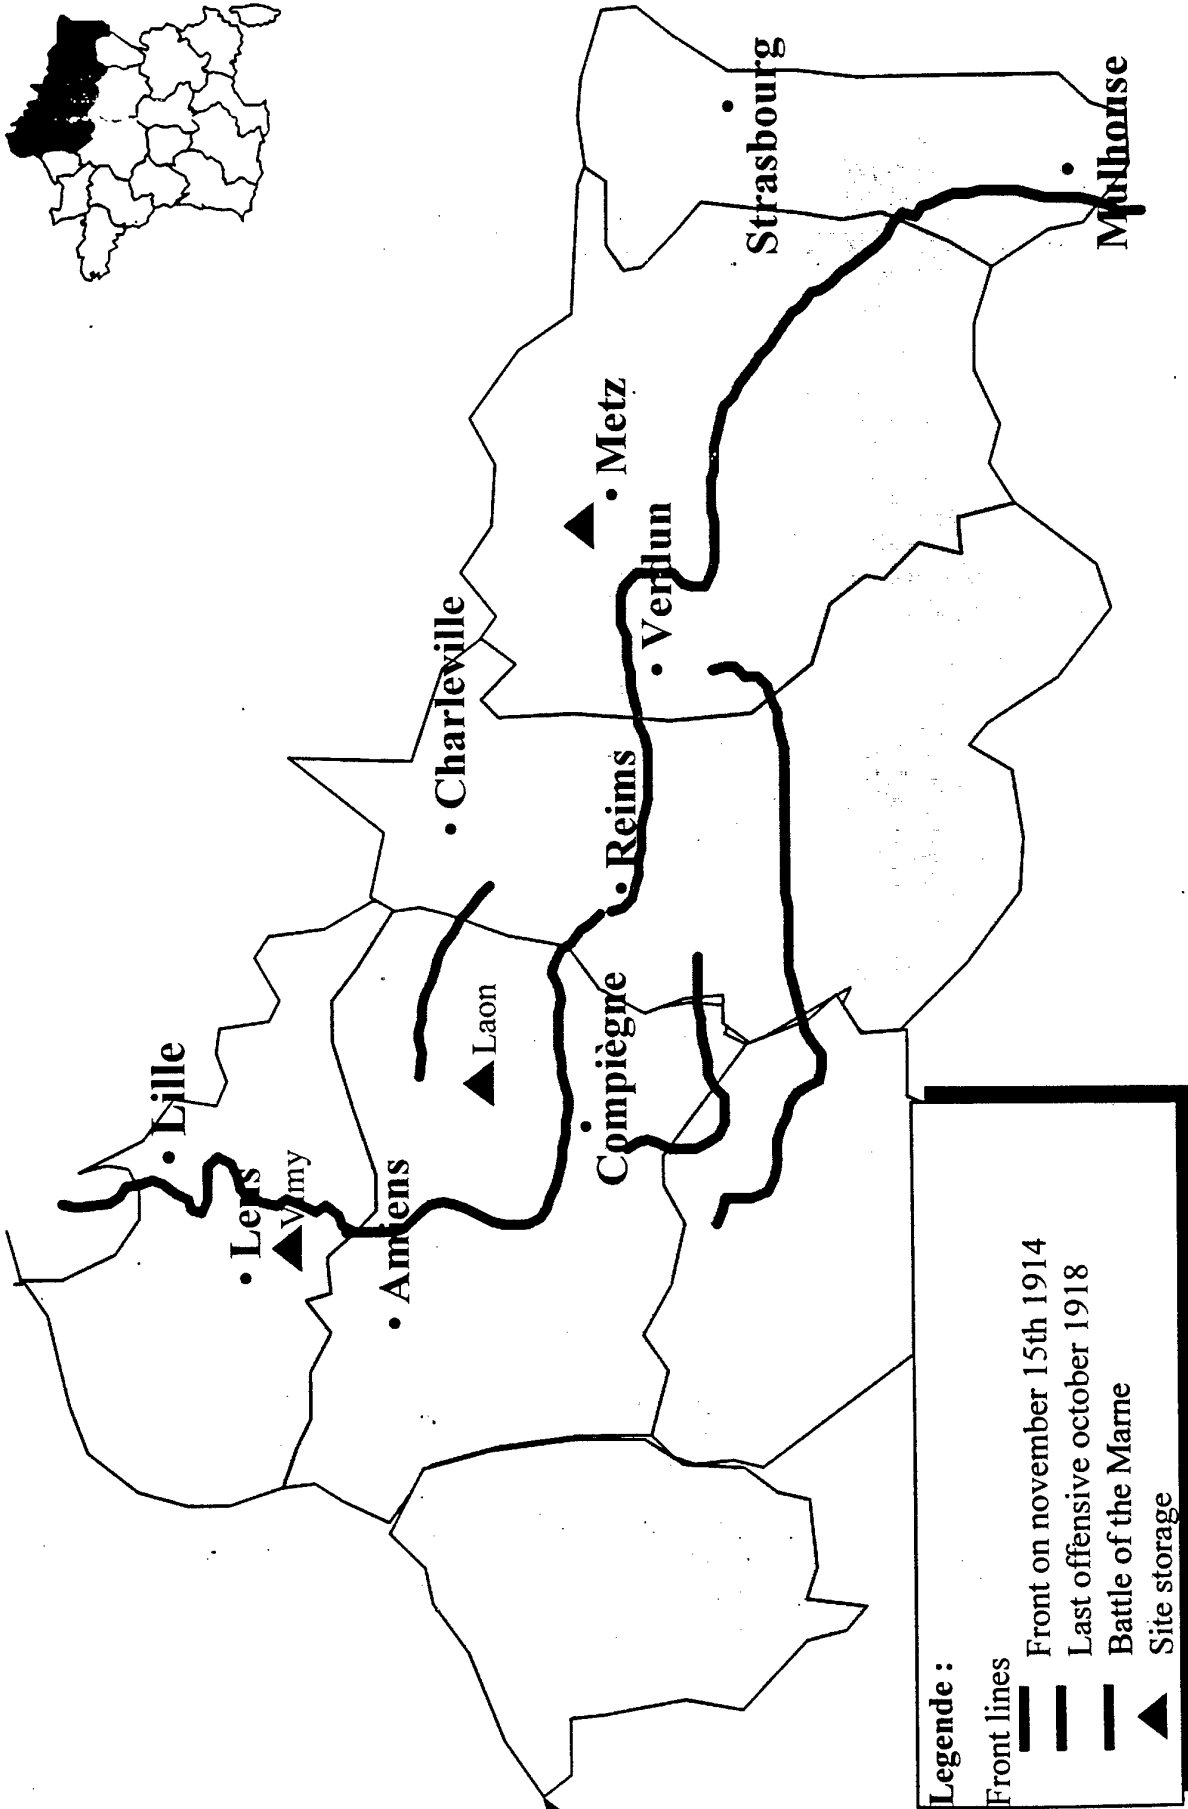 Lille
Lens
Vimy
Amiens
Charleville
Laon
Compiègne
Reims
Verdun
Metz
Strasbourg
Mulhouse
Legende :
Front lines
Front on november 15th 1914
Last offensive october 1918
Battle of the Marne
Site storage